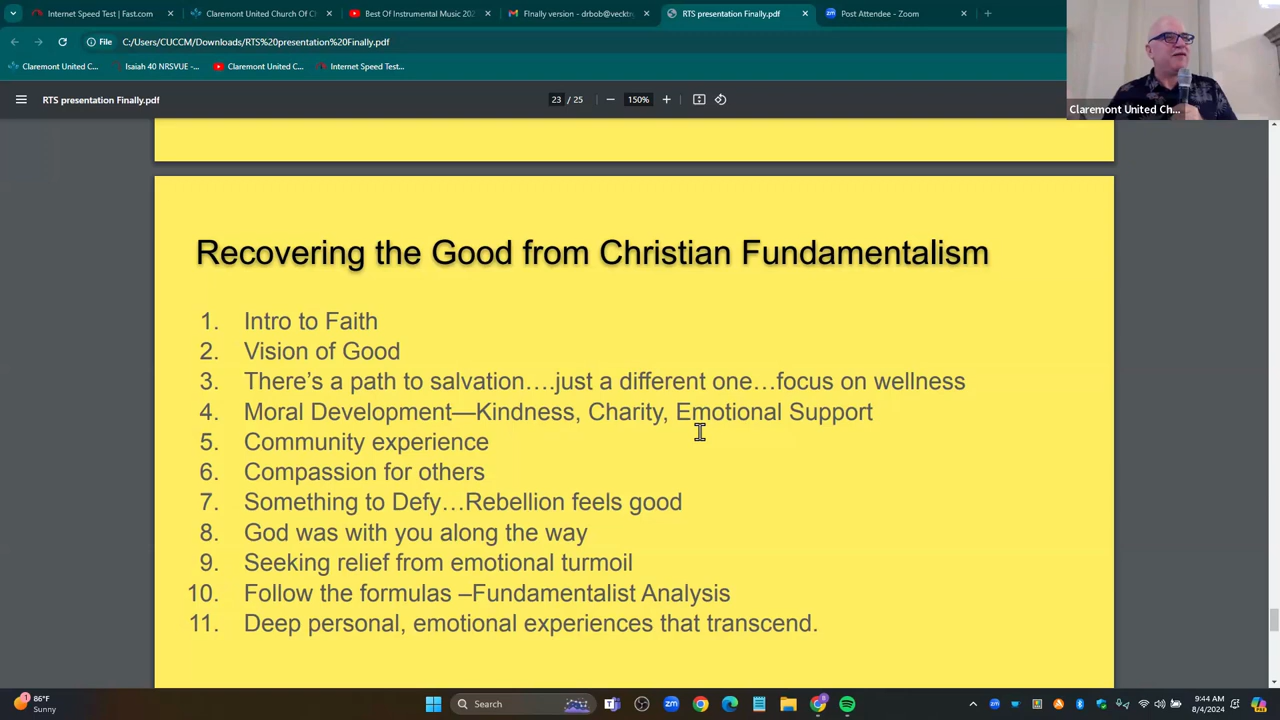 Internet Speed Test | Fast.com
Claremont United Church Of C
Best Of Instrumental Music 202
Finally version - drbob@vecktr
RTS presentation Finally.pdf
Post Attendee - Zoom
File
C:/Users/CUCCM/Downloads/RTS%20presentation%20Finally.pdf
Claremont United C...
Isaiah 40 NRSVUE -...
Claremont United C...
Internet Speed Test...
RTS presentation Finally.pdf
23 / 25
150%
Claremont United Ch...
Recovering the Good from Christian Fundamentalism
1. Intro to Faith
2. Vision of Good
3. There’s a path to salvation….just a different one…focus on wellness
4. Moral Development—Kindness, Charity, Emotional Support
5. Community experience
6. Compassion for others
7. Something to Defy…Rebellion feels good
8. God was with you along the way
9. Seeking relief from emotional turmoil
10. Follow the formulas –Fundamentalist Analysis
11. Deep personal, emotional experiences that transcend.
86°F
Sunny
Search
9:44 AM
8/4/2024